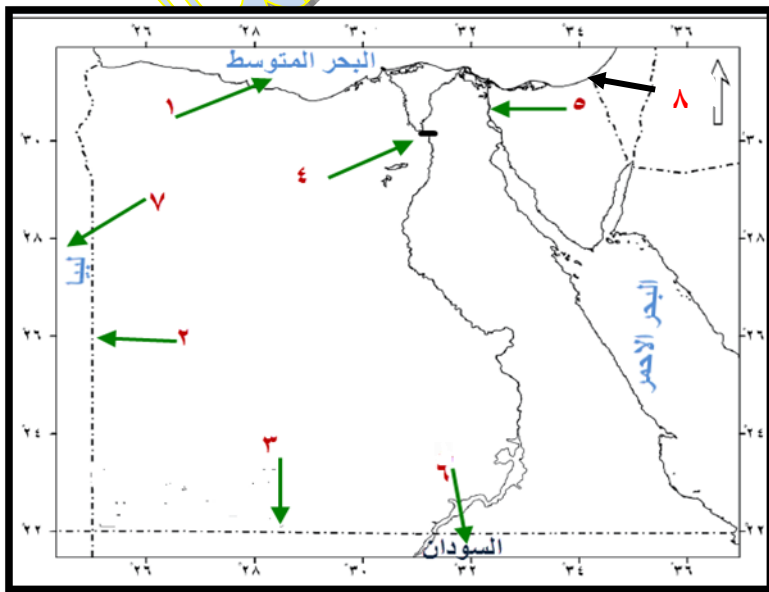 ٢٦° ٢٨° ٣٠° ٣٢° ٣٤° ٣٦°
البحر المتوسط
١
٥
٨
٣٠° ٣٠°
٤
٧
٢٨° ٢٨°
ليبيا
البحر الاحمر
٢٦° ٢٦°
٢
٢٤° ٢٤°
٣
٦
٢٢° ٢٢°
السودان
٢٦° ٢٨° ٣٠° ٣٢° ٣٤° ٣٦°